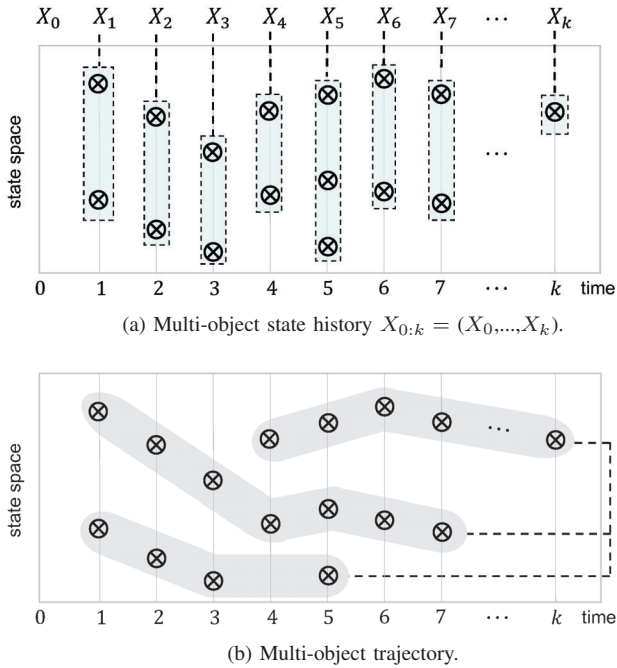 X₀ X₁ X₂ X₃ X₄ X₅ X₆ X₇ ⋯ Xₖ
state space
⋯
0 1 2 3 4 5 6 7 ⋯ k time
(a) Multi-object state history X₀:ₖ = (X₀,...,Xₖ).
state space
⋯
0 1 2 3 4 5 6 7 ⋯ k time
(b) Multi-object trajectory.